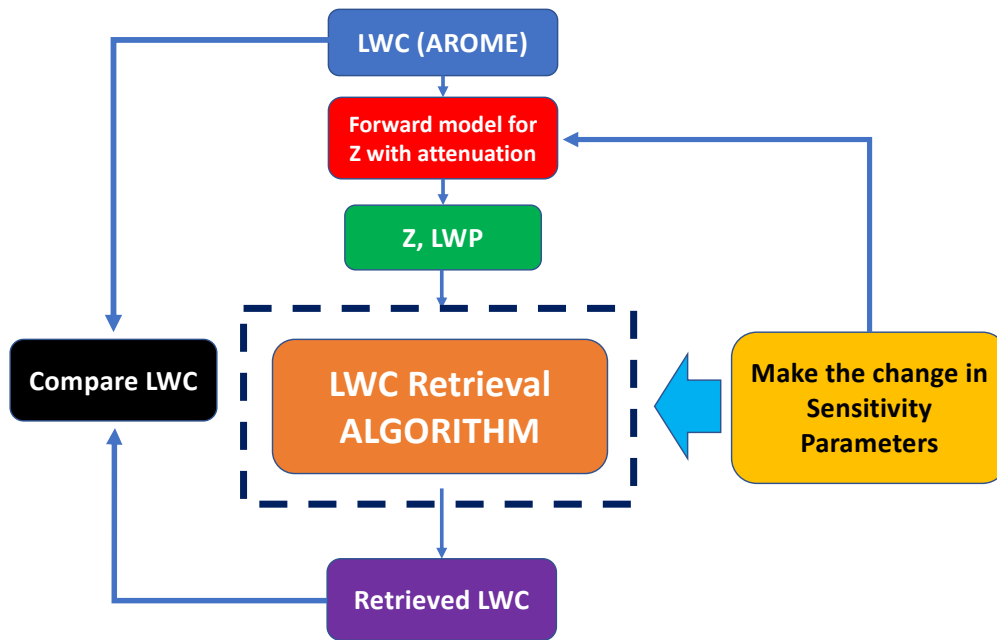 LWC (AROME)
Forward model for
Z with attenuation
Z, LWP
Compare LWC
LWC Retrieval
ALGORITHM
Make the change in
Sensitivity
Parameters
Retrieved LWC